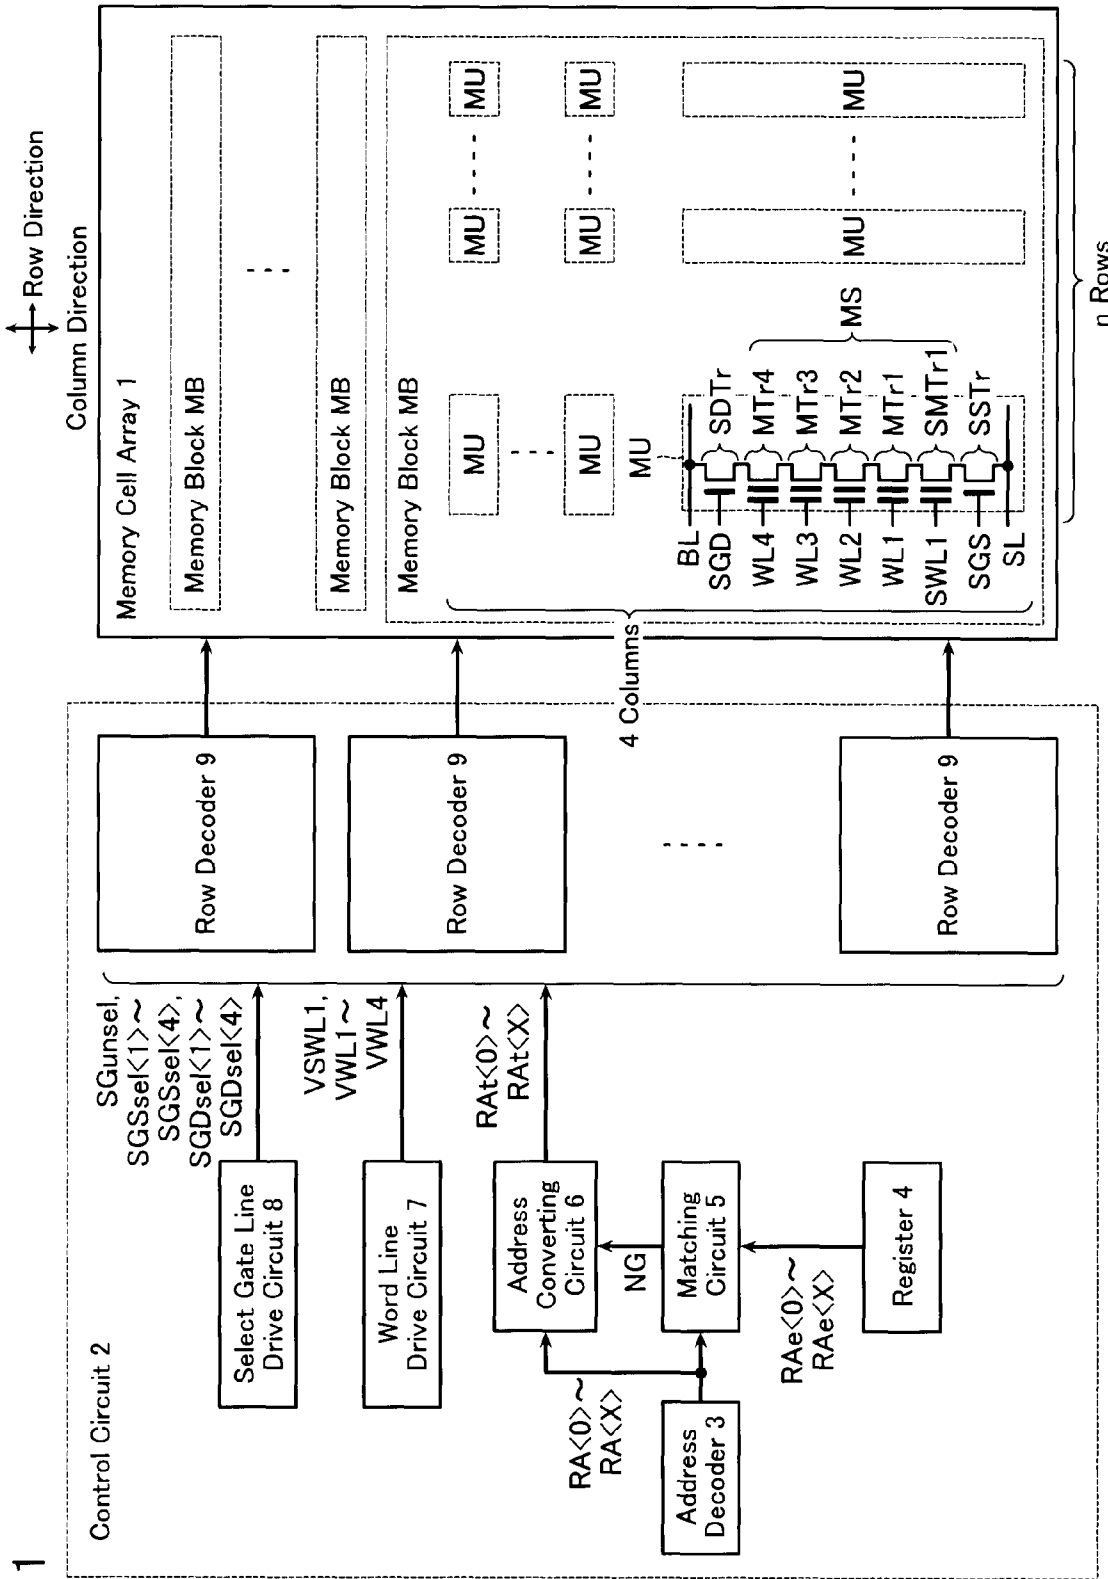 1
Row Direction
Column Direction
Control Circuit 2
Select Gate Line
Drive Circuit 8
SGunsel,
SGSsel<1>~
SGSsel<4>,
SGDsel<1>~
SGDsel<4>
Word Line
Drive Circuit 7
VSWL1,
VWL1~
VWL4
Address
Converting
Circuit 6
RAt<0>~
RAt<X>
NG
RA<0>~
RA<X>
Address
Decoder 3
Matching
Circuit 5
RAe<0>~
RAe<X>
Register 4
Row Decoder 9
Row Decoder 9
Row Decoder 9
Memory Cell Array 1
Memory Block MB
Memory Block MB
Memory Block MB
4 Columns
MU
MU
MU
MU
MU
MU
MU
BL
SGD
WL4
WL3
WL2
WL1
SWL1
SGS
SL
SDTr
MTr4
MTr3
MTr2
MTr1
SMTr1
SSTr
MS
MU
MU
n Rows